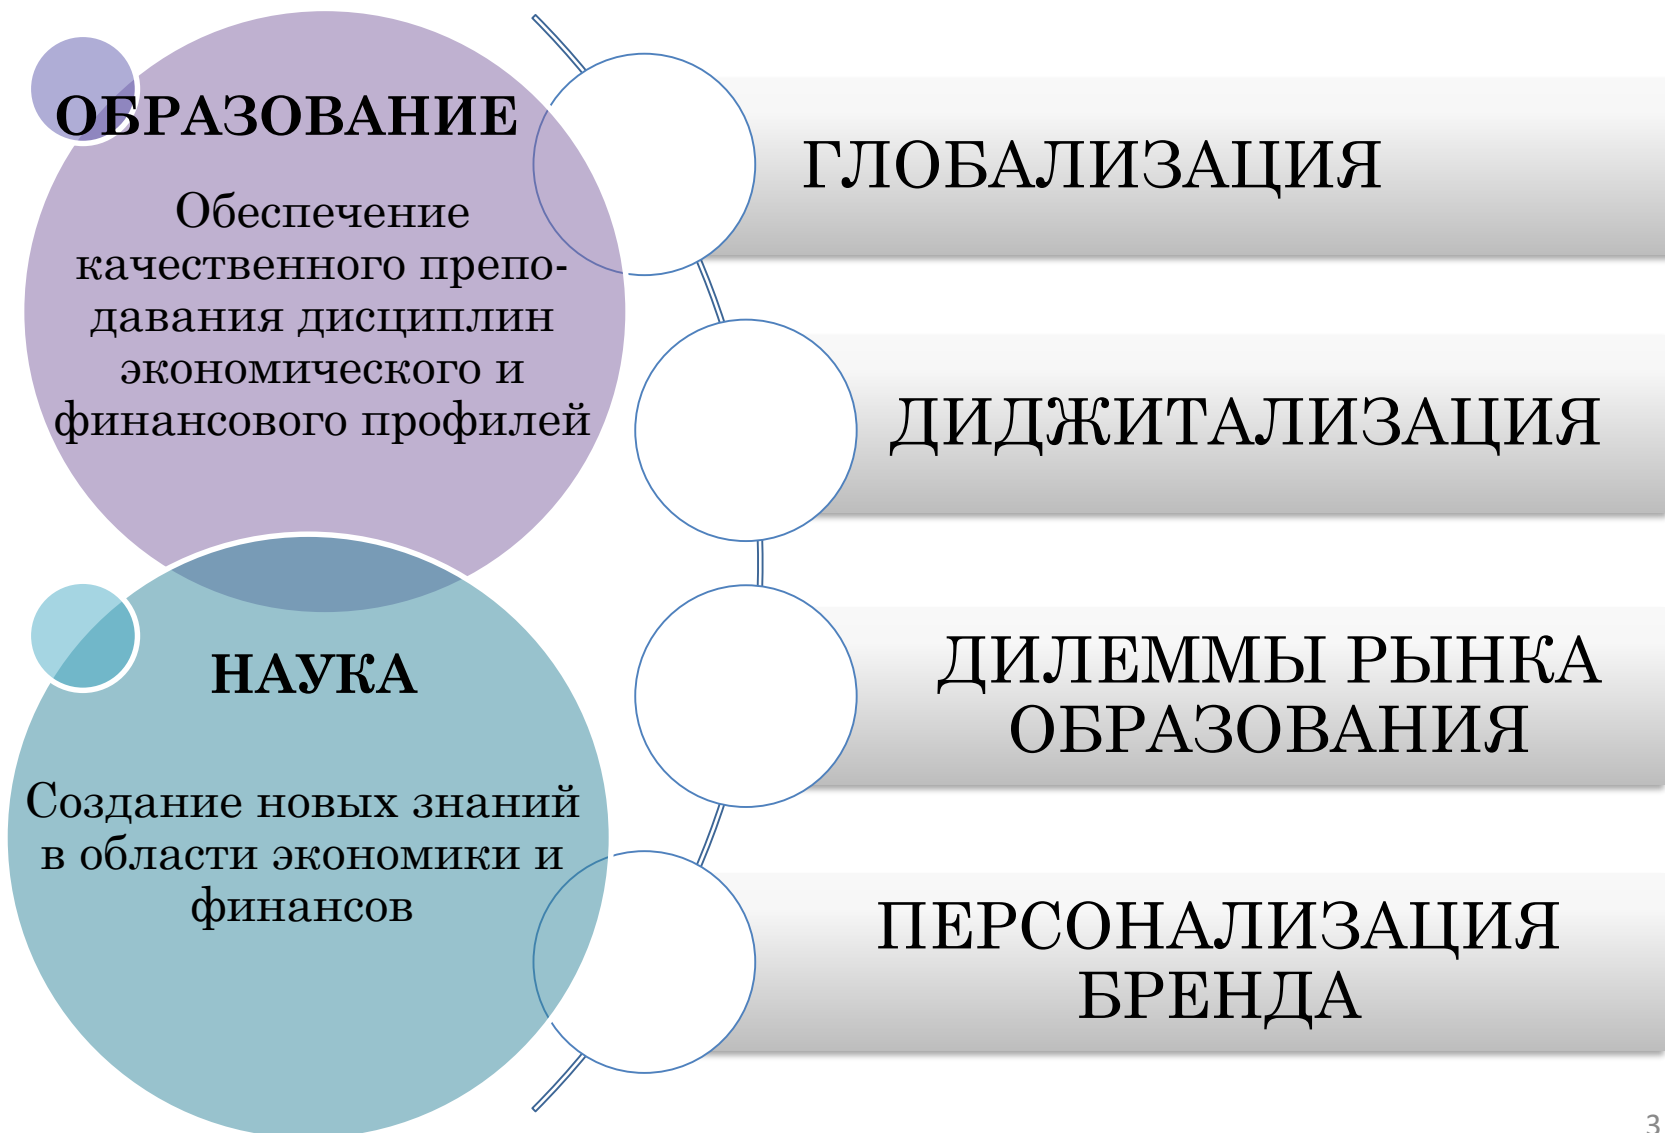 ОБРАЗОВАНИЕ
Обеспечение
качественного препо-
давания дисциплин
экономического и
финансового профилей
НАУКА
Создание новых знаний
в области экономики и
финансов
ГЛОБАЛИЗАЦИЯ
ДИДЖИТАЛИЗАЦИЯ
ДИЛЕММЫ РЫНКА
ОБРАЗОВАНИЯ
ПЕРСОНАЛИЗАЦИЯ
БРЕНДА
3